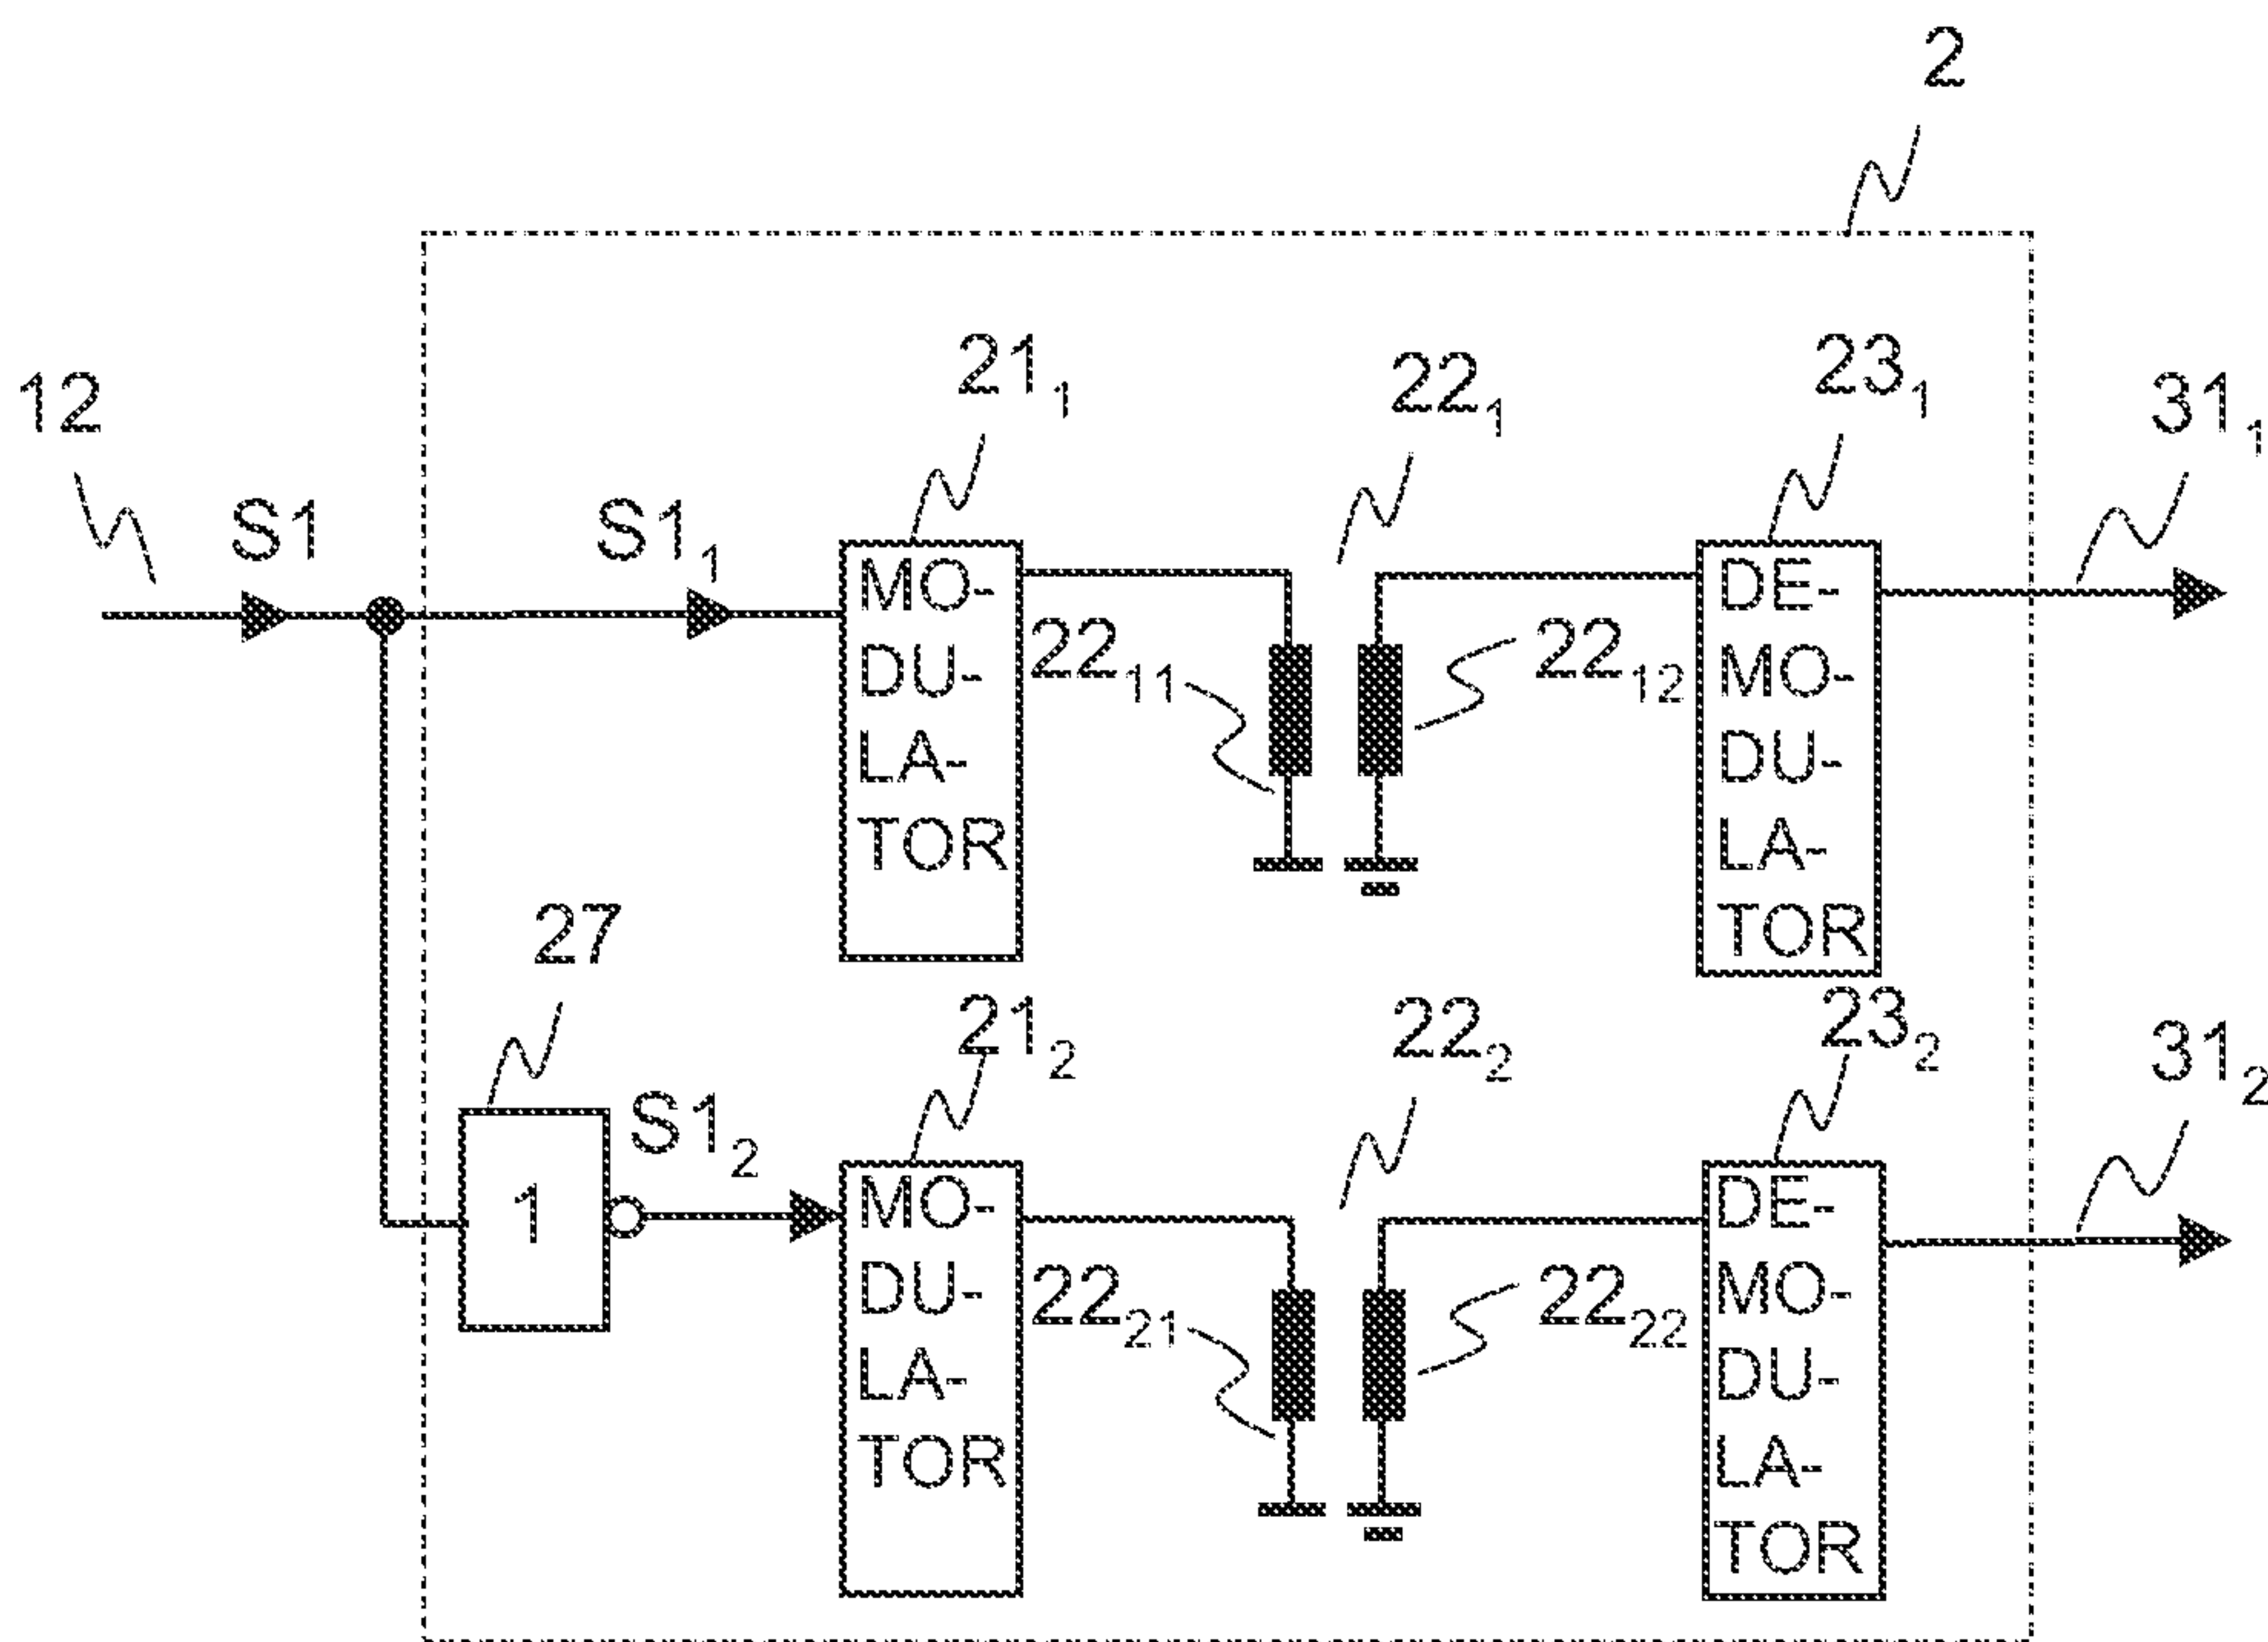 2
12
S1
S1₁
21₁
22₁
23₁
31₁
MO-
DU-
LA-
TOR
22₁₁
22₁₂
DE-
MO-
DU-
LA-
TOR
27
1
S1₂
21₂
22₂
23₂
31₂
MO-
DU-
LA-
TOR
22₂₁
22₂₂
DE-
MO-
DU-
LA-
TOR